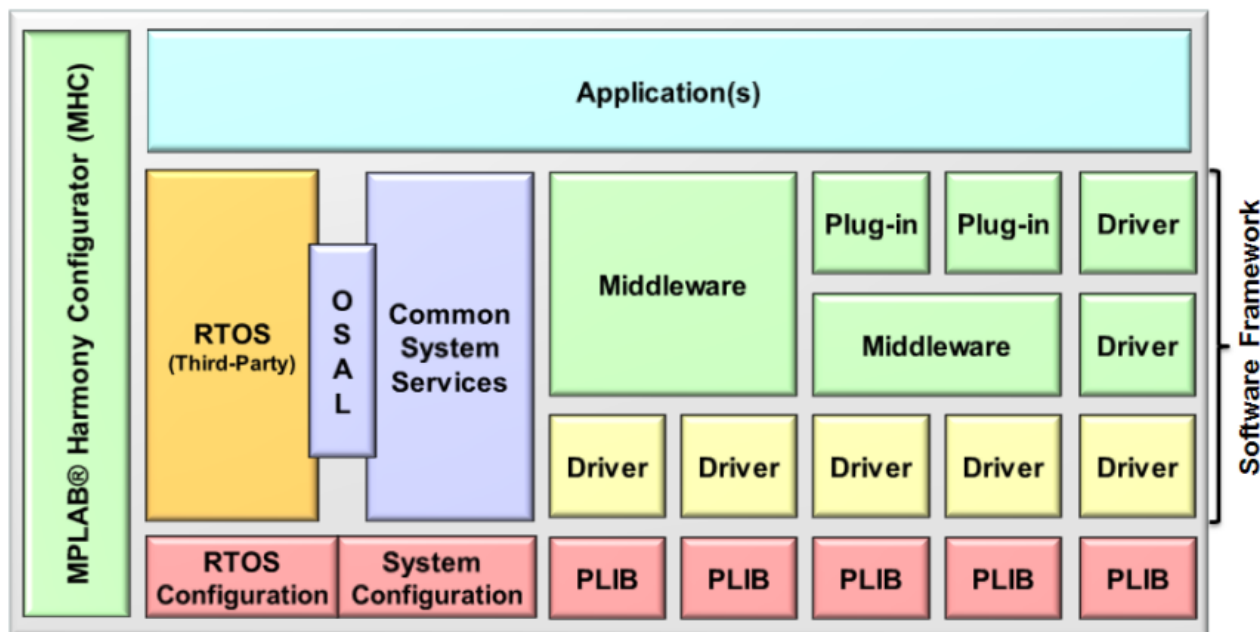 MPLAB® Harmony Configurator (MHC)
Application(s)
RTOS
(Third-Party)
O
S
A
L
Common
System
Services
Middleware
Plug-in
Plug-in
Driver
Middleware
Driver
Driver
Driver
Driver
Driver
Driver
RTOS
Configuration
System
Configuration
PLIB
PLIB
PLIB
PLIB
PLIB
Software Framework